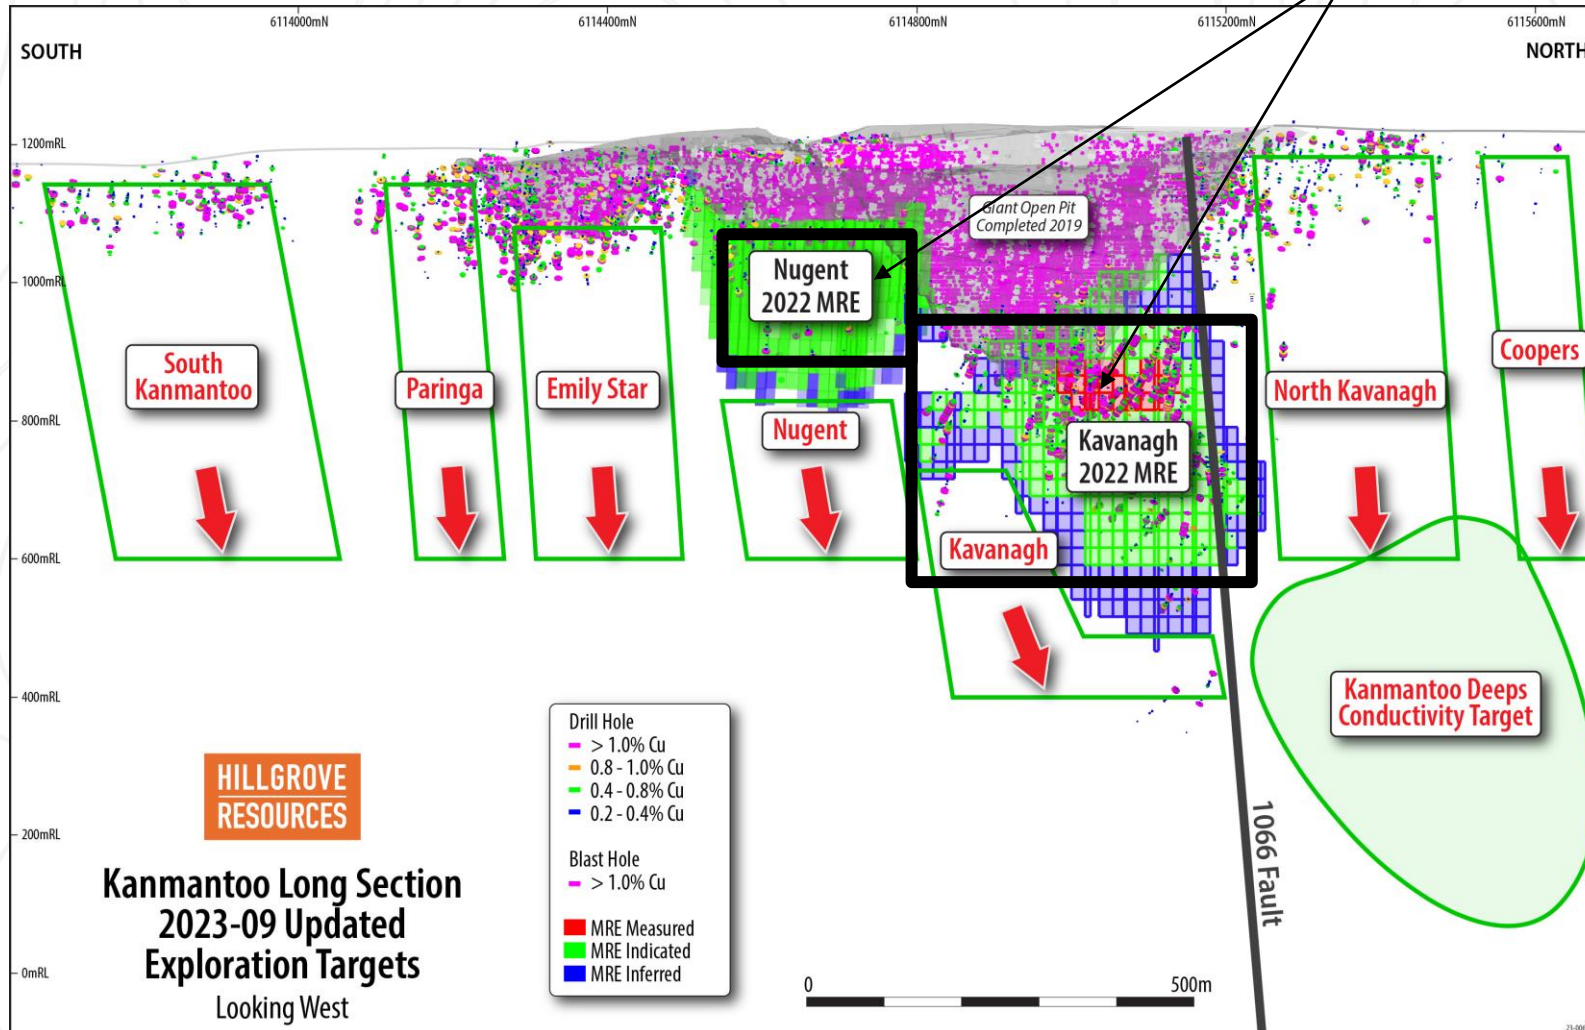 6114000mN
6114400mN
6114800mN
6115200mN
6115600mN
SOUTH
NORTH
1200mRL
1000mRL
800mRL
600mRL
400mRL
200mRL
0mRL
Giant Open Pit
Completed 2019
Nugent
2022 MRE
South
Kanmantoo
Paringa
Emily Star
Nugent
Kavanagh
2022 MRE
Kavanagh
North Kavanagh
Coopers
Kanmantoo Deeps
Conductivity Target
1066 Fault
HILLGROVE
RESOURCES
Kanmantoo Long Section
2023-09 Updated
Exploration Targets
Looking West
Drill Hole
> 1.0% Cu
0.8 - 1.0% Cu
0.4 - 0.8% Cu
0.2 - 0.4% Cu
Blast Hole
> 1.0% Cu
MRE Measured
MRE Indicated
MRE Inferred
0
500m